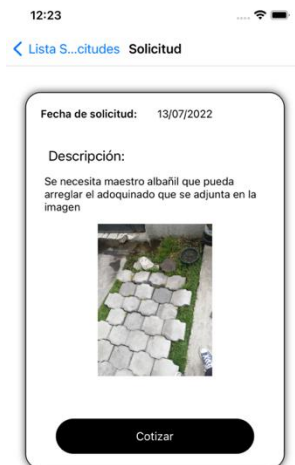 12:23
Lista S...citudes Solicitud
Fecha de solicitud: 13/07/2022
Descripción:
Se necesita maestro albañil que pueda
arreglar el adoquinado que se adjunta en la
imagen
Cotizar